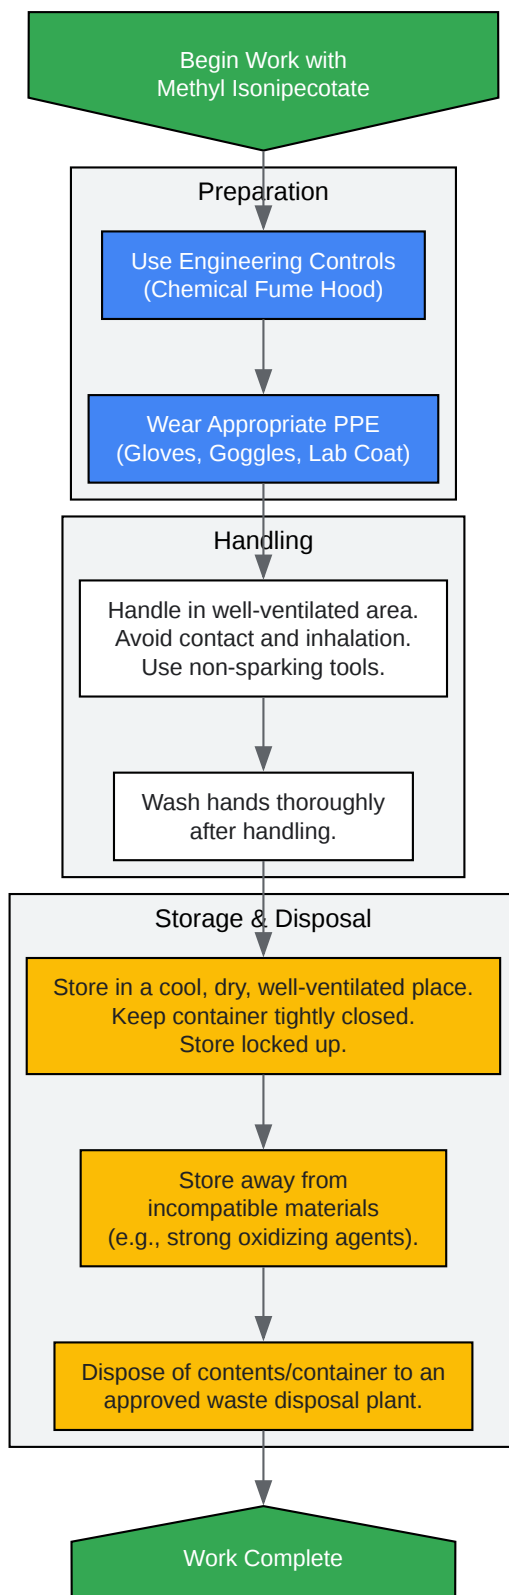 Begin Work with
Methyl Isonipecotate
Preparation
Use Engineering Controls
(Chemical Fume Hood)
Wear Appropriate PPE
(Gloves, Goggles, Lab Coat)
Handling
Handle in well-ventilated area.
Avoid contact and inhalation.
Use non-sparking tools.
Wash hands thoroughly
after handling.
Storage & Disposal
Store in a cool, dry, well-ventilated place.
Keep container tightly closed.
Store locked up.
Store away from
incompatible materials
(e.g., strong oxidizing agents).
Dispose of contents/container to an
approved waste disposal plant.
Work Complete